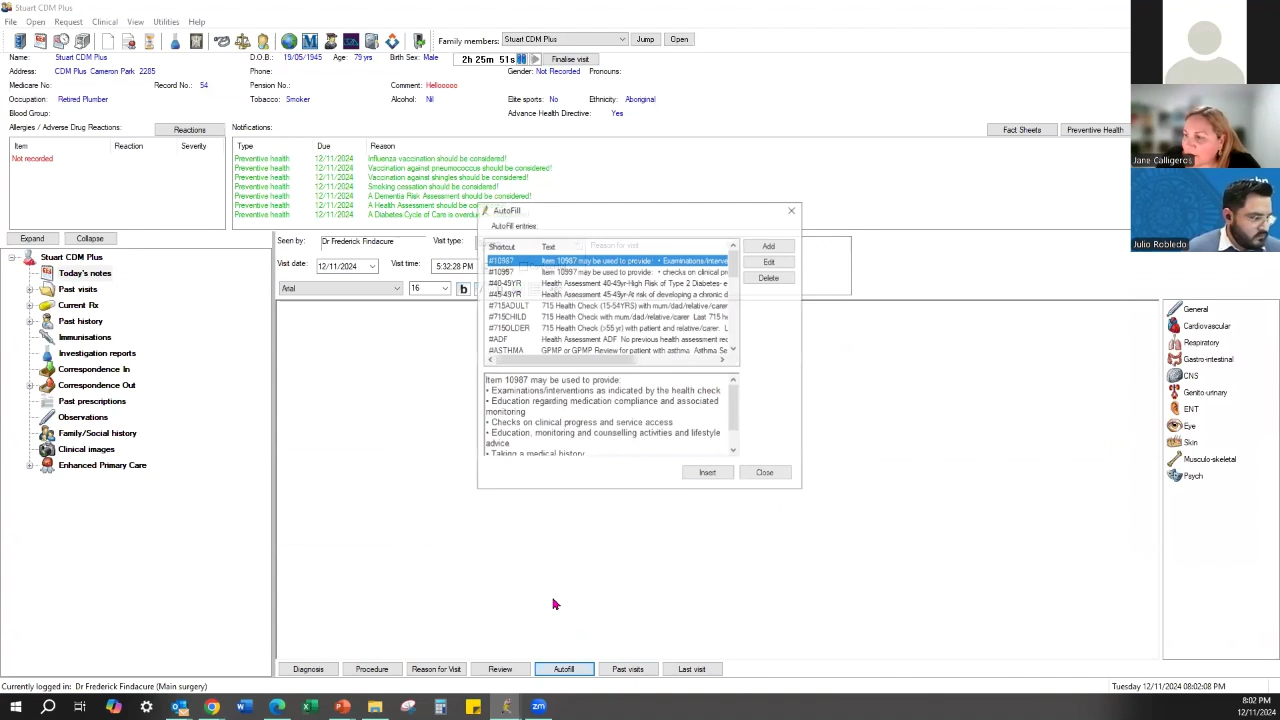 Stuart CDM Plus
File Open Request Clinical View Utilities Help
Family members: Stuart CDM Plus Jump Open
Name: Stuart CDM Plus D.O.B.: 19/05/1945 Age: 79 yrs Birth Sex: Male 2h 25m 51s Finalise visit
Address: CDM Plus Cameron Park 2285 Phone: Gender: Not Recorded Pronouns:
Medicare No: Record No.: 54 Pension No.: Comment: Hellooooo
Occupation: Retired Plumber Tobacco: Smoker Alcohol: Nil Elite sports: No Ethnicity: Aboriginal
Blood Group: Advance Health Directive: Yes
Allergies / Adverse Drug Reactions: Reactions Notifications: Fact Sheets Preventive Health
Item Reaction Severity
Not recorded
Type Due Reason
Preventive health 12/11/2024 Influenza vaccination should be considered!
Preventive health 12/11/2024 Vaccination against pneumococcus should be considered!
Preventive health 12/11/2024 Vaccination against shingles should be considered!
Preventive health 12/11/2024 Smoking cessation should be considered!
Preventive health 12/11/2024 A Dementia Risk Assessment should be considered!
Preventive health 12/11/2024 A Health Assessment should be co
Preventive health 12/11/2024 A Diabetes Cycle of Care is overdu
Jane Calligeros
Julio Robledo
Expand Collapse
Stuart CDM Plus
Today's notes
Past visits
Current Rx
Past history
Immunisations
Investigation reports
Correspondence In
Correspondence Out
Past prescriptions
Observations
Family/Social history
Clinical images
Enhanced Primary Care
Seen by: Dr Frederick Findacure Visit type:
Visit date: 12/11/2024 Visit time: 5:32:28 PM
Arial 16 b
AutoFill
AutoFill entries:
Reason for visit
Shortcut Text
#10987 Item 10987 may be used to provide: • Examinations/interve
#10997 Item 10997 may be used to provide: • checks on clinical pr
#40-49YR Health Assessment 40-49yr-High Risk of Type 2 Diabetes- e
#45-49YR Health Assessment 45-49yr-At risk of developing a chronic d
#715ADULT 715 Health Check (15-54YRS) with mum/dad/relative/carer
#715CHILD 715 Health Check with mum/dad/relative/carer Last 715 h
#715OLDER 715 Health Check (>55 yr) with patient and relative/carer. L
#ADF Health Assessment ADF No previous health assessment rec
#ASTHMA GPMP or GPMP Review for patient with asthma Asthma Se
Add
Edit
Delete
Item 10987 may be used to provide:
• Examinations/interventions as indicated by the health check
• Education regarding medication compliance and associated
monitoring
• Checks on clinical progress and service access
• Education, monitoring and counselling activities and lifestyle
advice
• Taking a medical history
Insert Close
General
Cardiovascular
Respiratory
Gastro-intestinal
CNS
Genito-urinary
ENT
Eye
Skin
Musculo-skeletal
Psych
Diagnosis Procedure Reason for Visit Review Autofill Past visits Last visit
Currently logged in: Dr Frederick Findacure (Main surgery) Tuesday 12/11/2024 08:02:08 PM
8:02 PM
12/11/2024